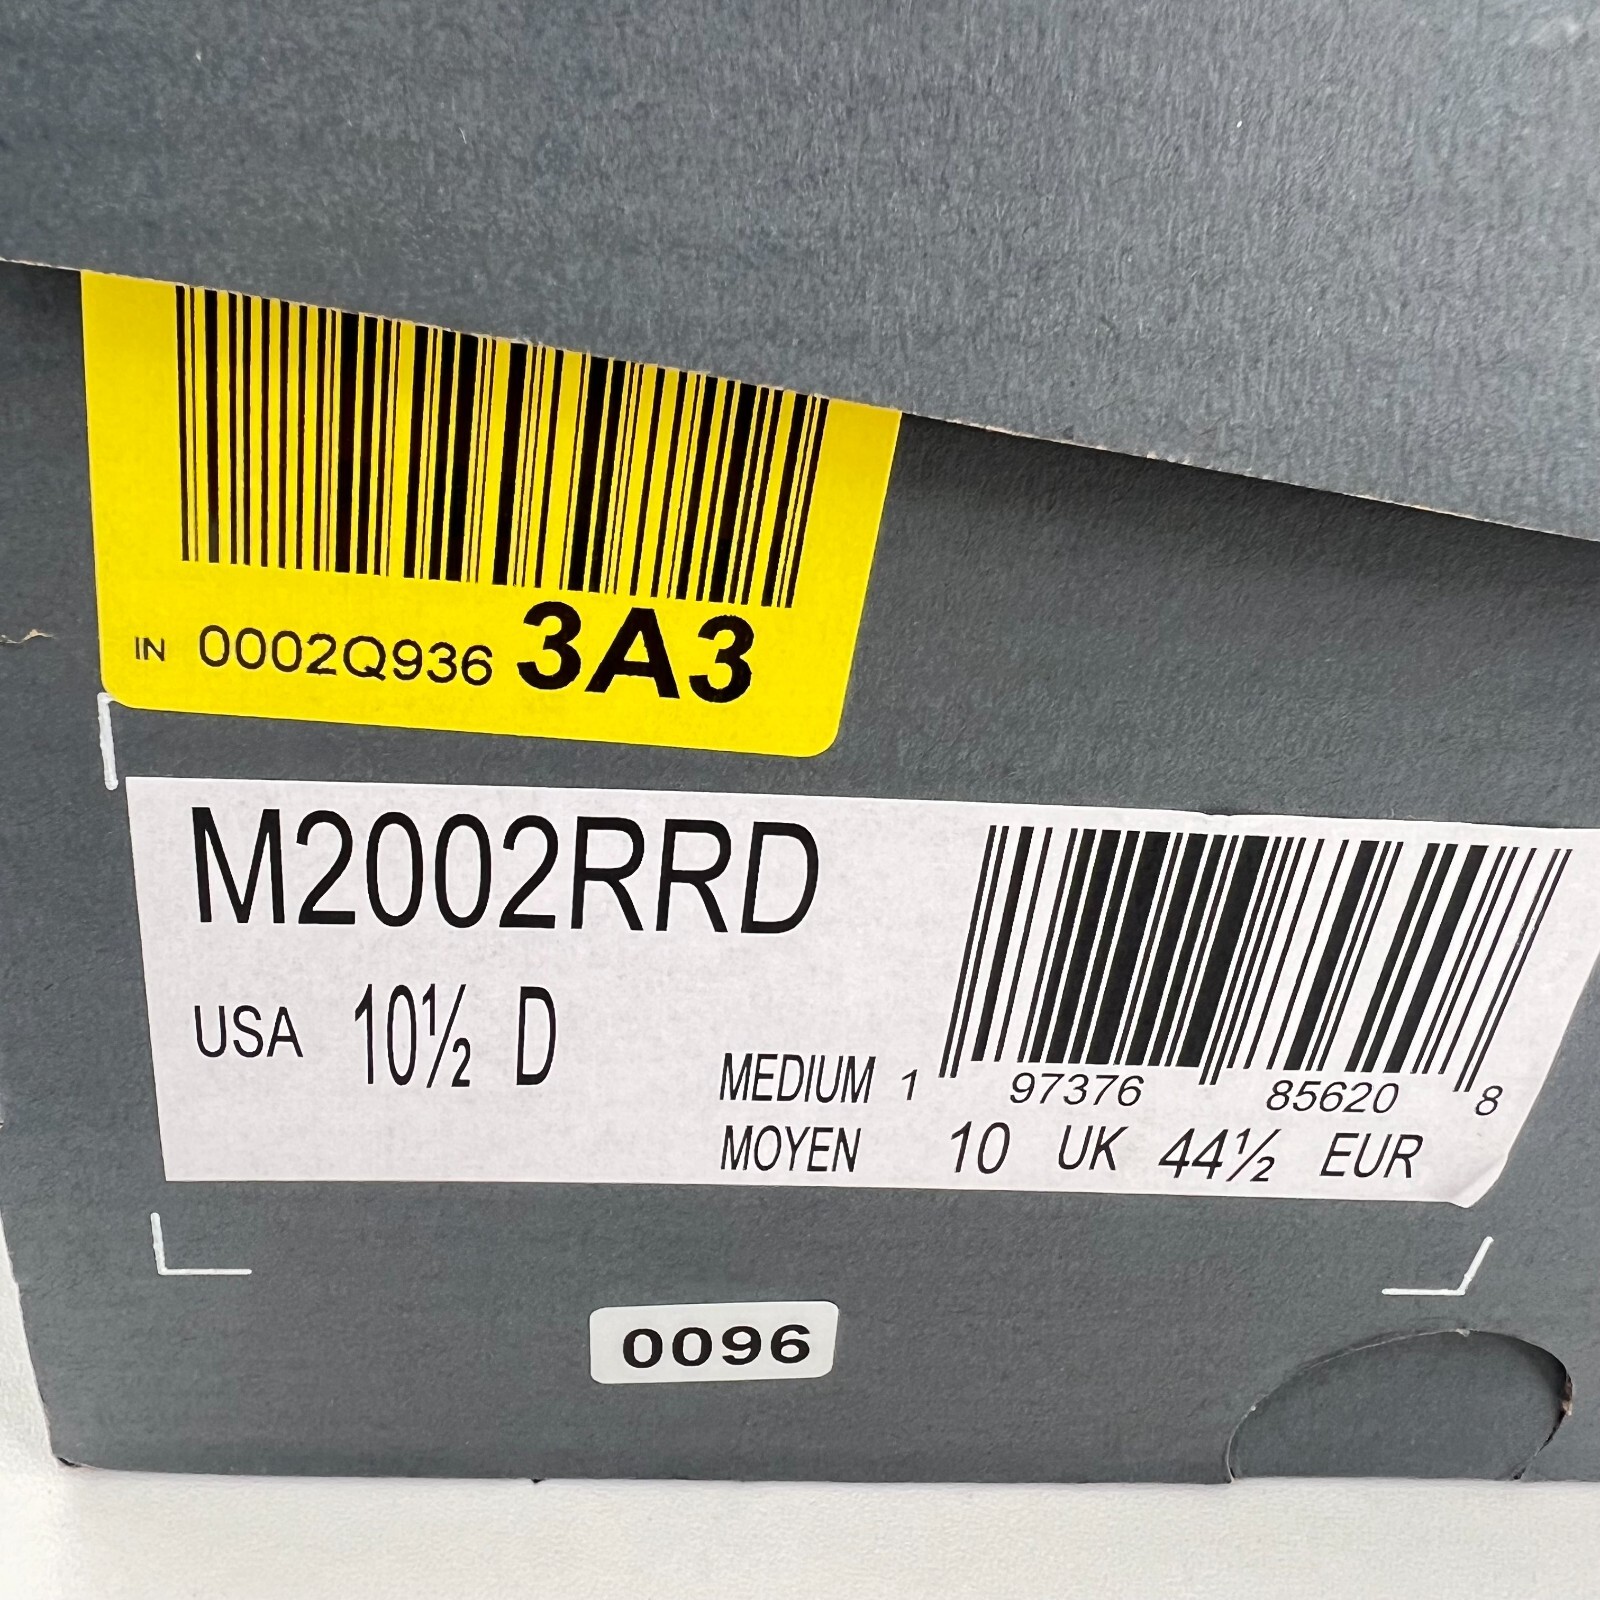 IN 0002Q936 3A3
M2002RRD
USA 10½ D
MEDIUM 1 97376 85620 8
MOYEN 10 UK 44½ EUR
0096